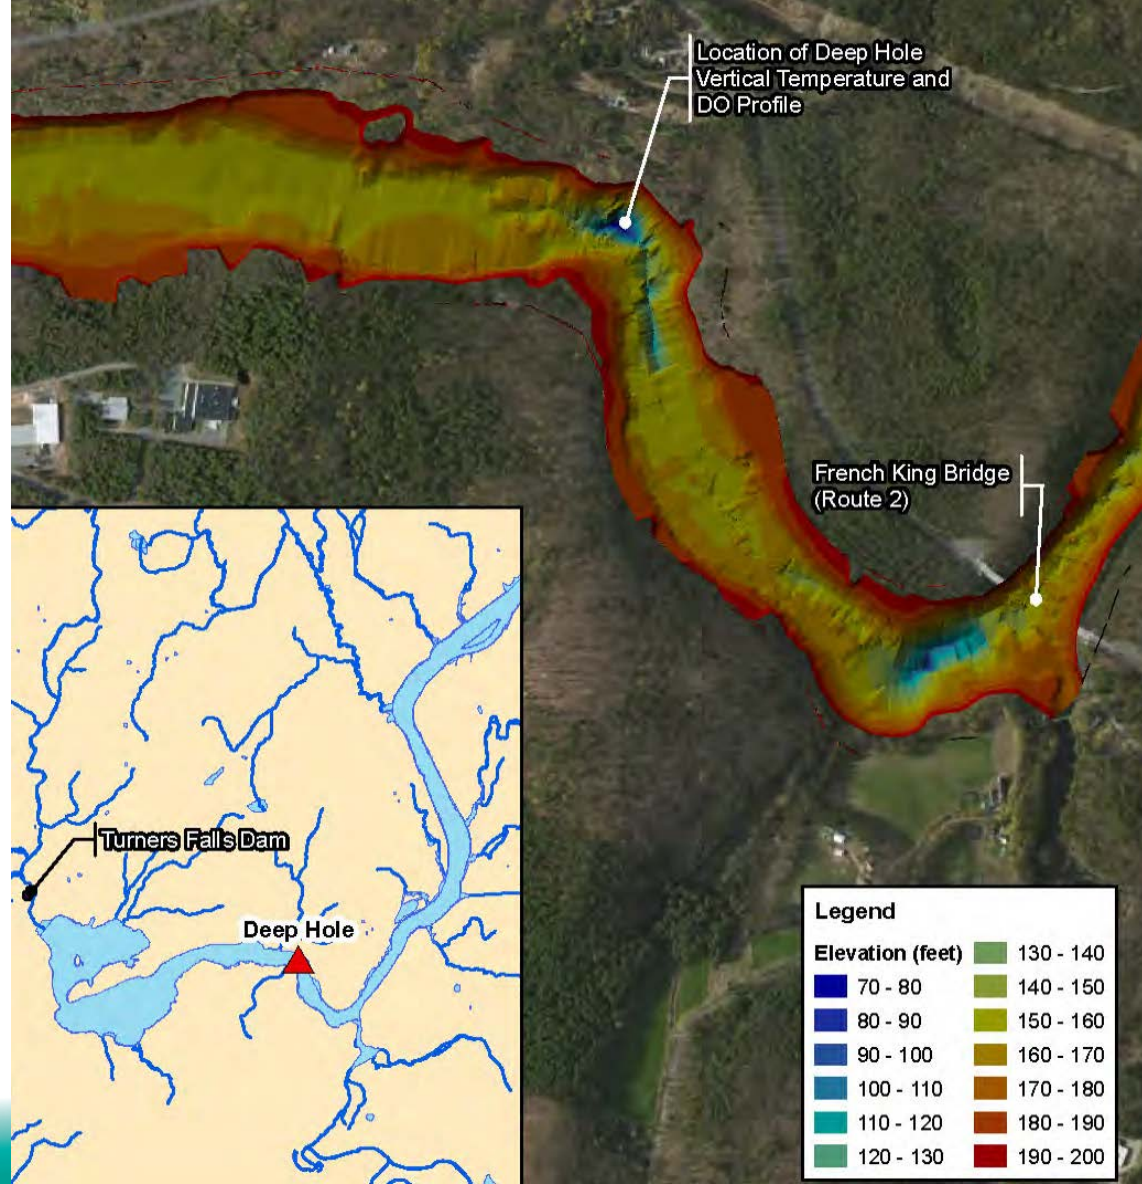 Location of Deep Hole
Vertical Temperature and
DO Profile
French King Bridge
(Route 2)
Turners Falls Dam
Deep Hole
Legend
Elevation (feet)
70 - 80
80 - 90
90 - 100
100 - 110
110 - 120
120 - 130
130 - 140
140 - 150
150 - 160
160 - 170
170 - 180
180 - 190
190 - 200